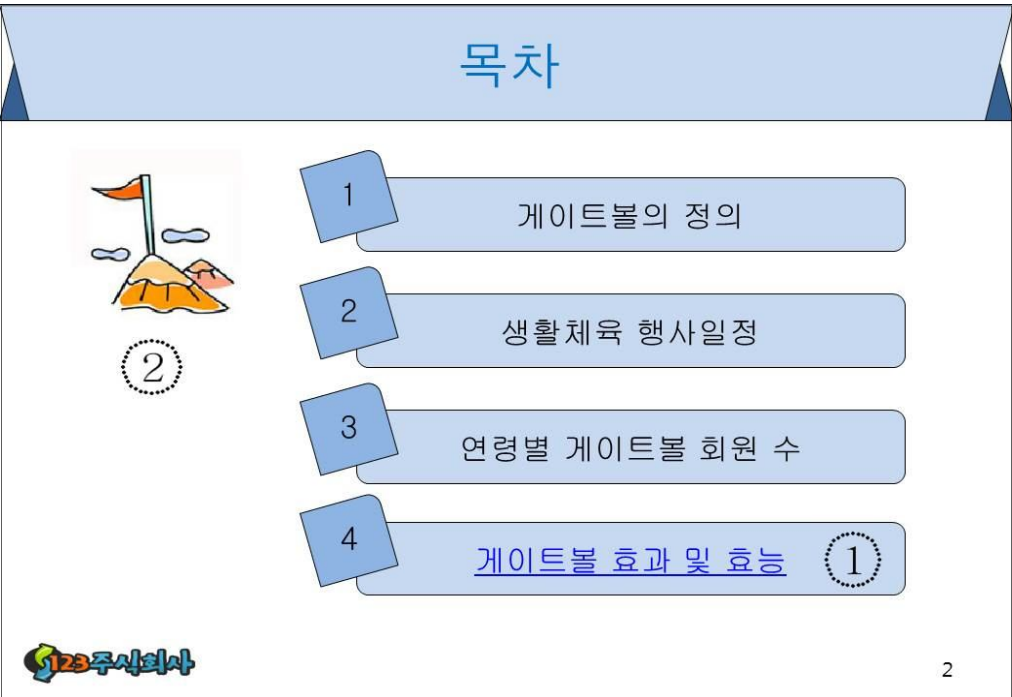 목차
1
게이트볼의 정의
2
생활체육 행사일정
②
3
연령별 게이트볼 회원 수
4
게이트볼 효과 및 효능
①
123주식회사
2